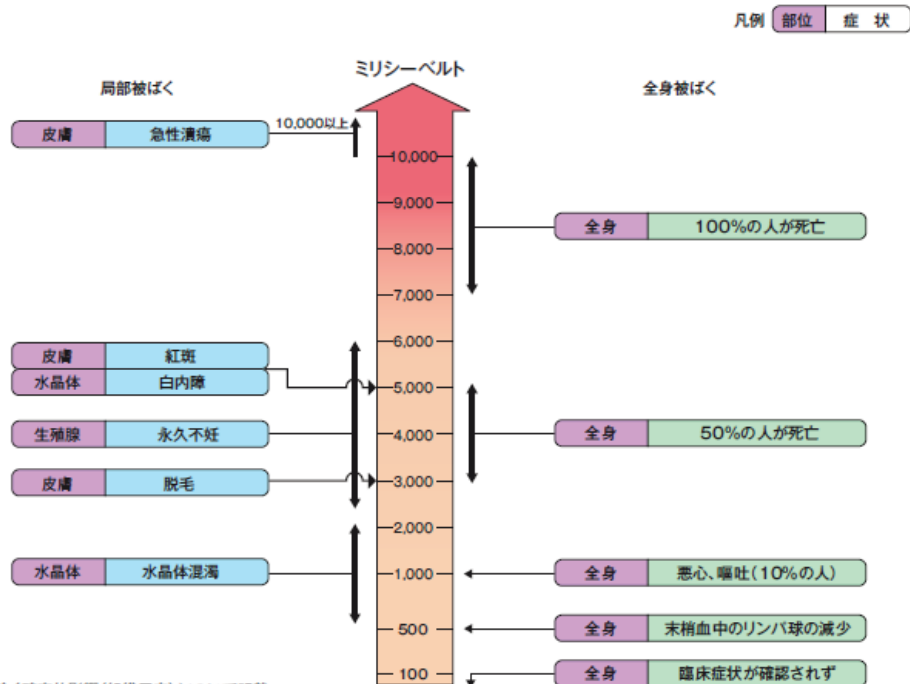 凡例 部位 症状
ミリシーベルト
局部被ばく
全身被ばく
皮膚 急性潰瘍 10,000以上
10,000
9,000
全身 100%の人が死亡
8,000
7,000
6,000
皮膚 紅斑
水晶体 白内障
5,000
生殖腺 永久不妊
4,000
全身 50%の人が死亡
皮膚 脱毛
3,000
2,000
水晶体 水晶体混濁
1,000
全身 悪心、嘔吐(10%の人)
500
全身 末梢血中のリンパ球の減少
100
全身 臨床症状が確認されず